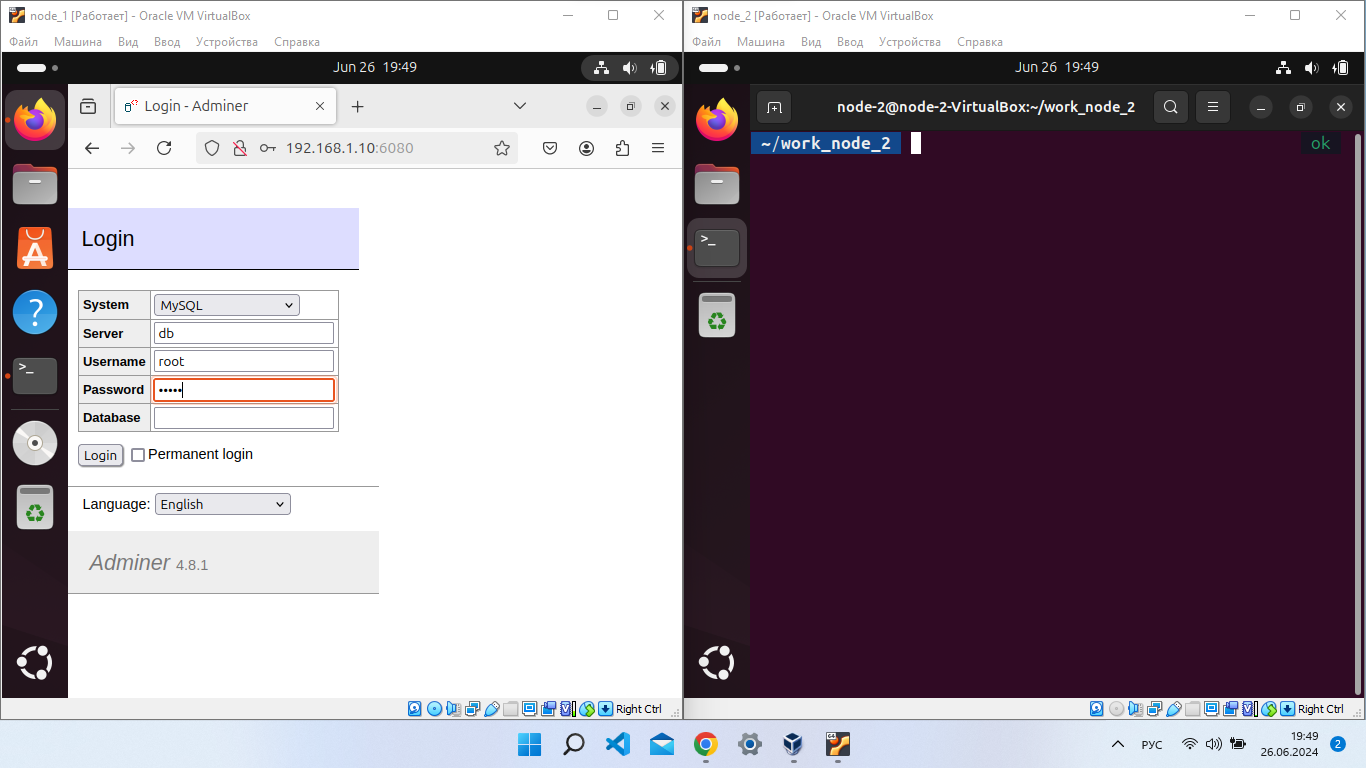 node_1 [Работает] - Oracle VM VirtualBox
Файл Машина Вид Ввод Устройства Справка
Jun 26 19:49
Login - Adminer
192.168.1.10:6080
Login
System MySQL
Server db
Username root
Password •••••
Database
Login Permanent login
Language: English
Adminer 4.8.1
Right Ctrl
node_2 [Работает] - Oracle VM VirtualBox
Файл Машина Вид Ввод Устройства Справка
Jun 26 19:49
node-2@node-2-VirtualBox:~/work_node_2
~/work_node_2 ok
Right Ctrl
РУС
19:49
26.06.2024
2